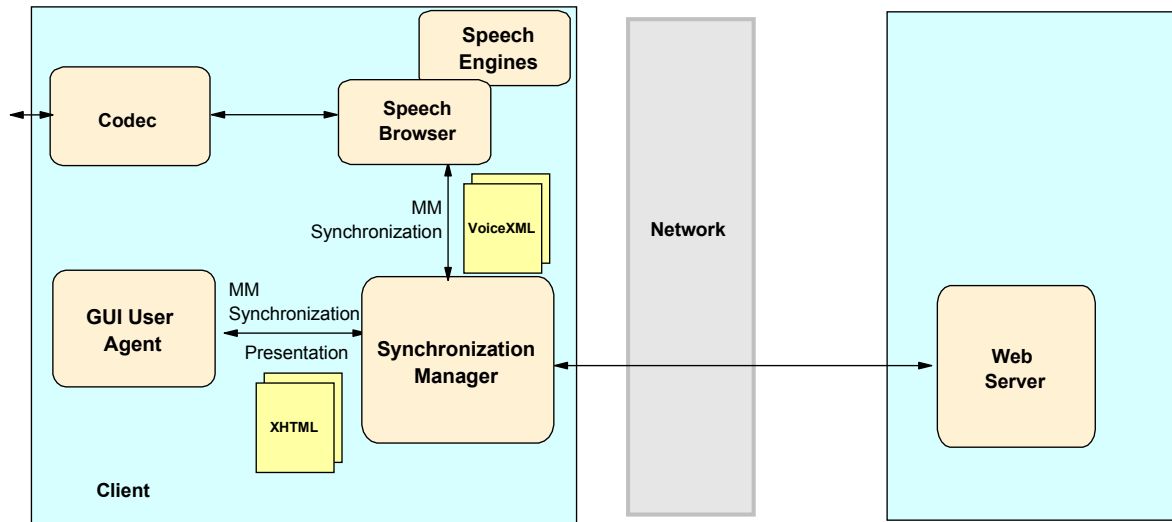 Speech
Engines
Codec
Speech
Browser
MM
Synchronization
VoiceXML
Network
GUI User
Agent
MM
Synchronization
Presentation
XHTML
Synchronization
Manager
Web
Server
Client